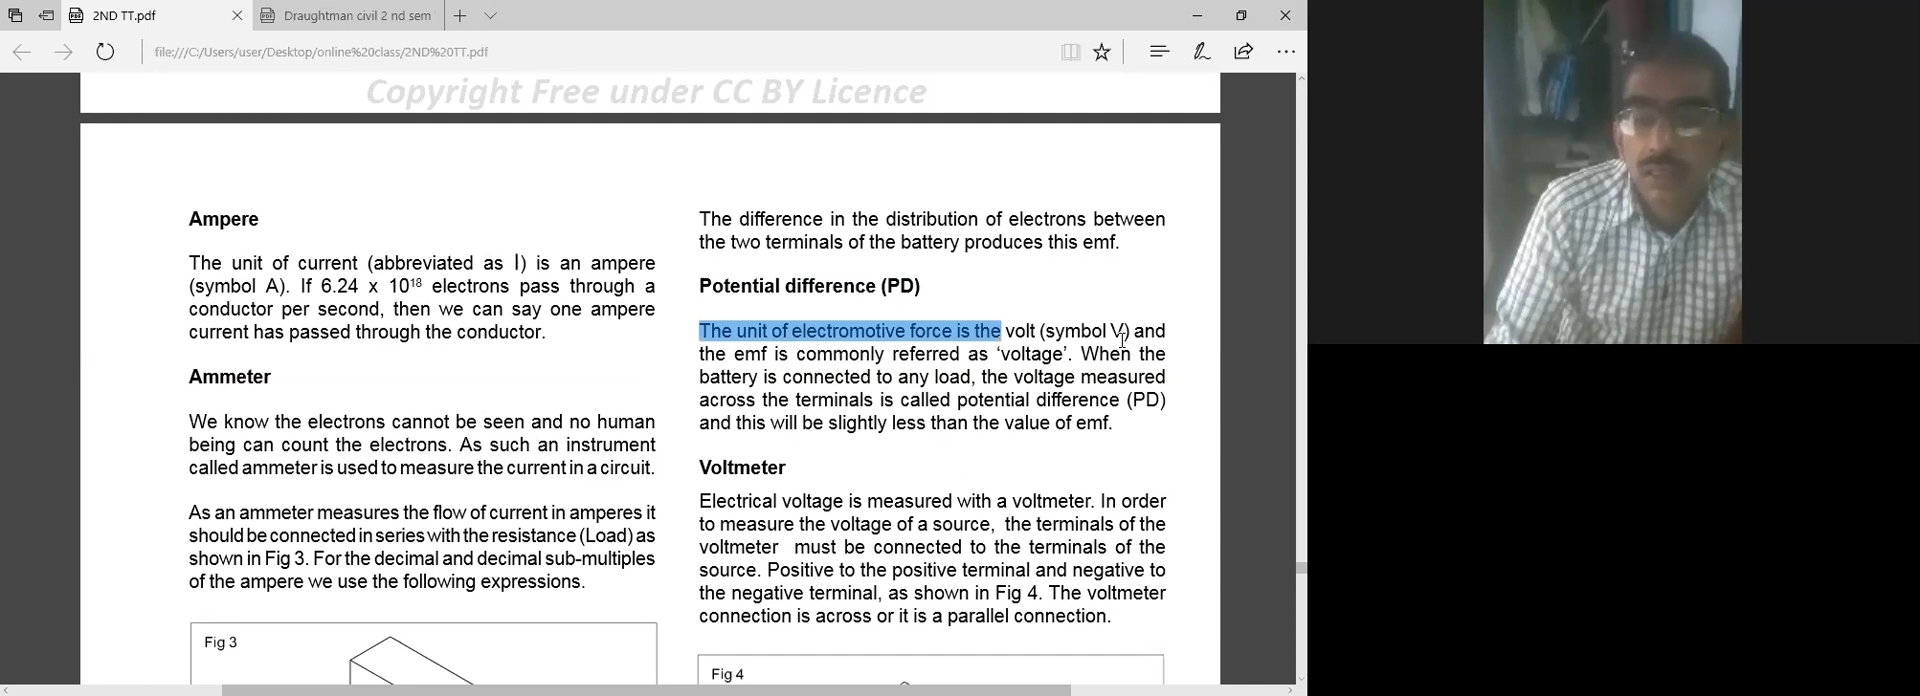 2ND TT.pdf
Draughtman civil 2 nd sem
file:///C:/Users/user/Desktop/online%20class/2ND%20TT.pdf
Copyright Free under CC BY Licence
Ampere
The unit of current (abbreviated as I) is an ampere
(symbol A). If 6.24 x 10¹⁸ electrons pass through a
conductor per second, then we can say one ampere
current has passed through the conductor.
Ammeter
We know the electrons cannot be seen and no human
being can count the electrons. As such an instrument
called ammeter is used to measure the current in a circuit.
As an ammeter measures the flow of current in amperes it
should be connected in series with the resistance (Load) as
shown in Fig 3. For the decimal and decimal sub-multiples
of the ampere we use the following expressions.
Fig 3
The difference in the distribution of electrons between
the two terminals of the battery produces this emf.
Potential difference (PD)
The unit of electromotive force is the volt (symbol V) and
the emf is commonly referred as ‘voltage’. When the
battery is connected to any load, the voltage measured
across the terminals is called potential difference (PD)
and this will be slightly less than the value of emf.
Voltmeter
Electrical voltage is measured with a voltmeter. In order
to measure the voltage of a source, the terminals of the
voltmeter must be connected to the terminals of the
source. Positive to the positive terminal and negative to
the negative terminal, as shown in Fig 4. The voltmeter
connection is across or it is a parallel connection.
Fig 4